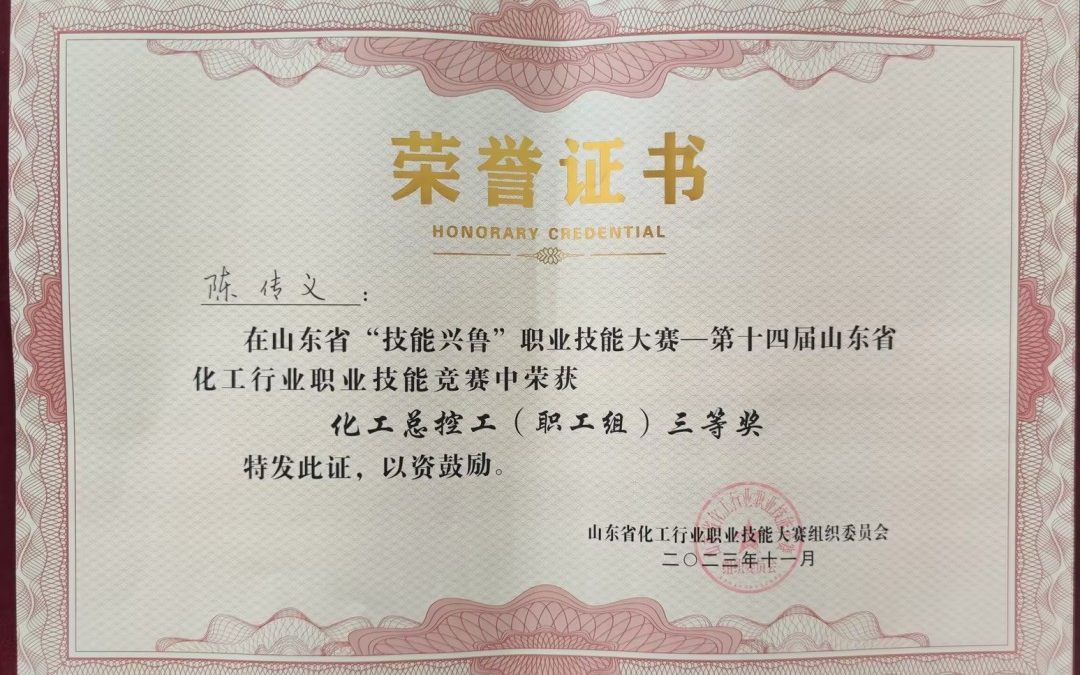 荣誉证书
HONORARY CREDENTIAL
陈传义：
在山东省“技能兴鲁”职业技能大赛—第十四届山东省
化工行业职业技能竞赛中荣获
化工总控工（职工组）三等奖
特发此证，以资鼓励。
山东省化工行业职业技能大赛组织委员会
二〇二三年十一月